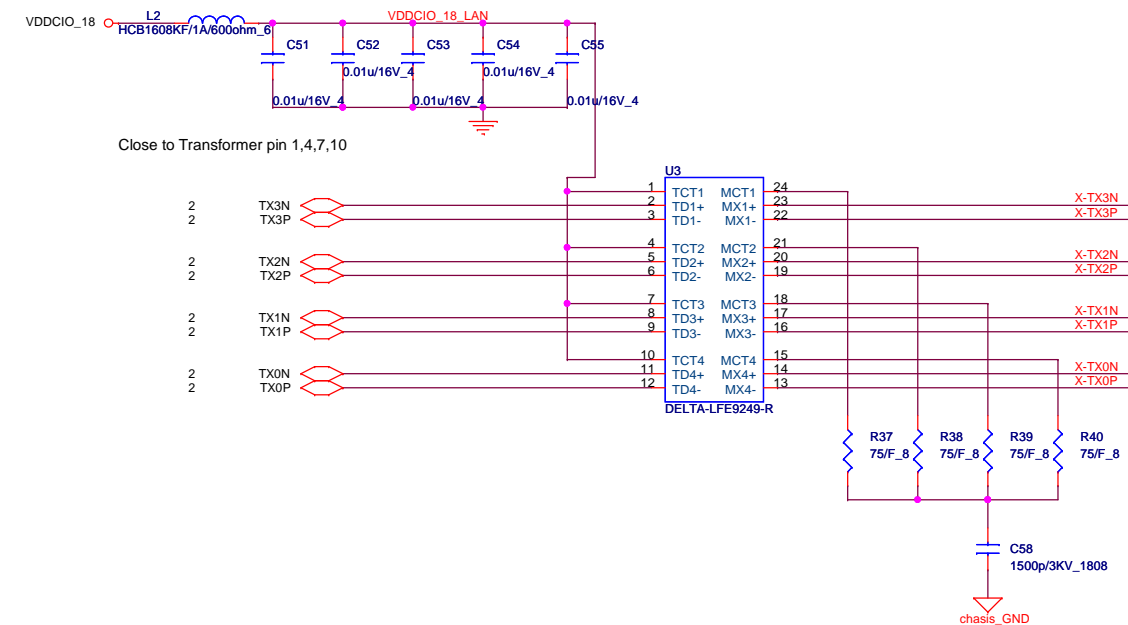 VDDCIO_18
L2
HCB1608KF/1A/600ohm_6
VDDCIO_18_LAN
C51
C52
C53
C54
C55
0.01u/16V_4
0.01u/16V_4
0.01u/16V_4
0.01u/16V_4
0.01u/16V_4
Close to Transformer pin 1,4,7,10
U3
1 TCT1 MCT1 24
2 TX3N 2 TD1+ MX1+ 23 X-TX3N
2 TX3P 3 TD1- MX1- 22 X-TX3P
4 TCT2 MCT2 21
2 TX2N 5 TD2+ MX2+ 20 X-TX2N
2 TX2P 6 TD2- MX2- 19 X-TX2P
7 TCT3 MCT3 18
2 TX1N 8 TD3+ MX3+ 17 X-TX1N
2 TX1P 9 TD3- MX3- 16 X-TX1P
10 TCT4 MCT4 15
2 TX0N 11 TD4+ MX4+ 14 X-TX0N
2 TX0P 12 TD4- MX4- 13 X-TX0P
DELTA-LFE9249-R
R37
75/F_8
R38
75/F_8
R39
75/F_8
R40
75/F_8
C58
1500p/3KV_1808
chasis_GND